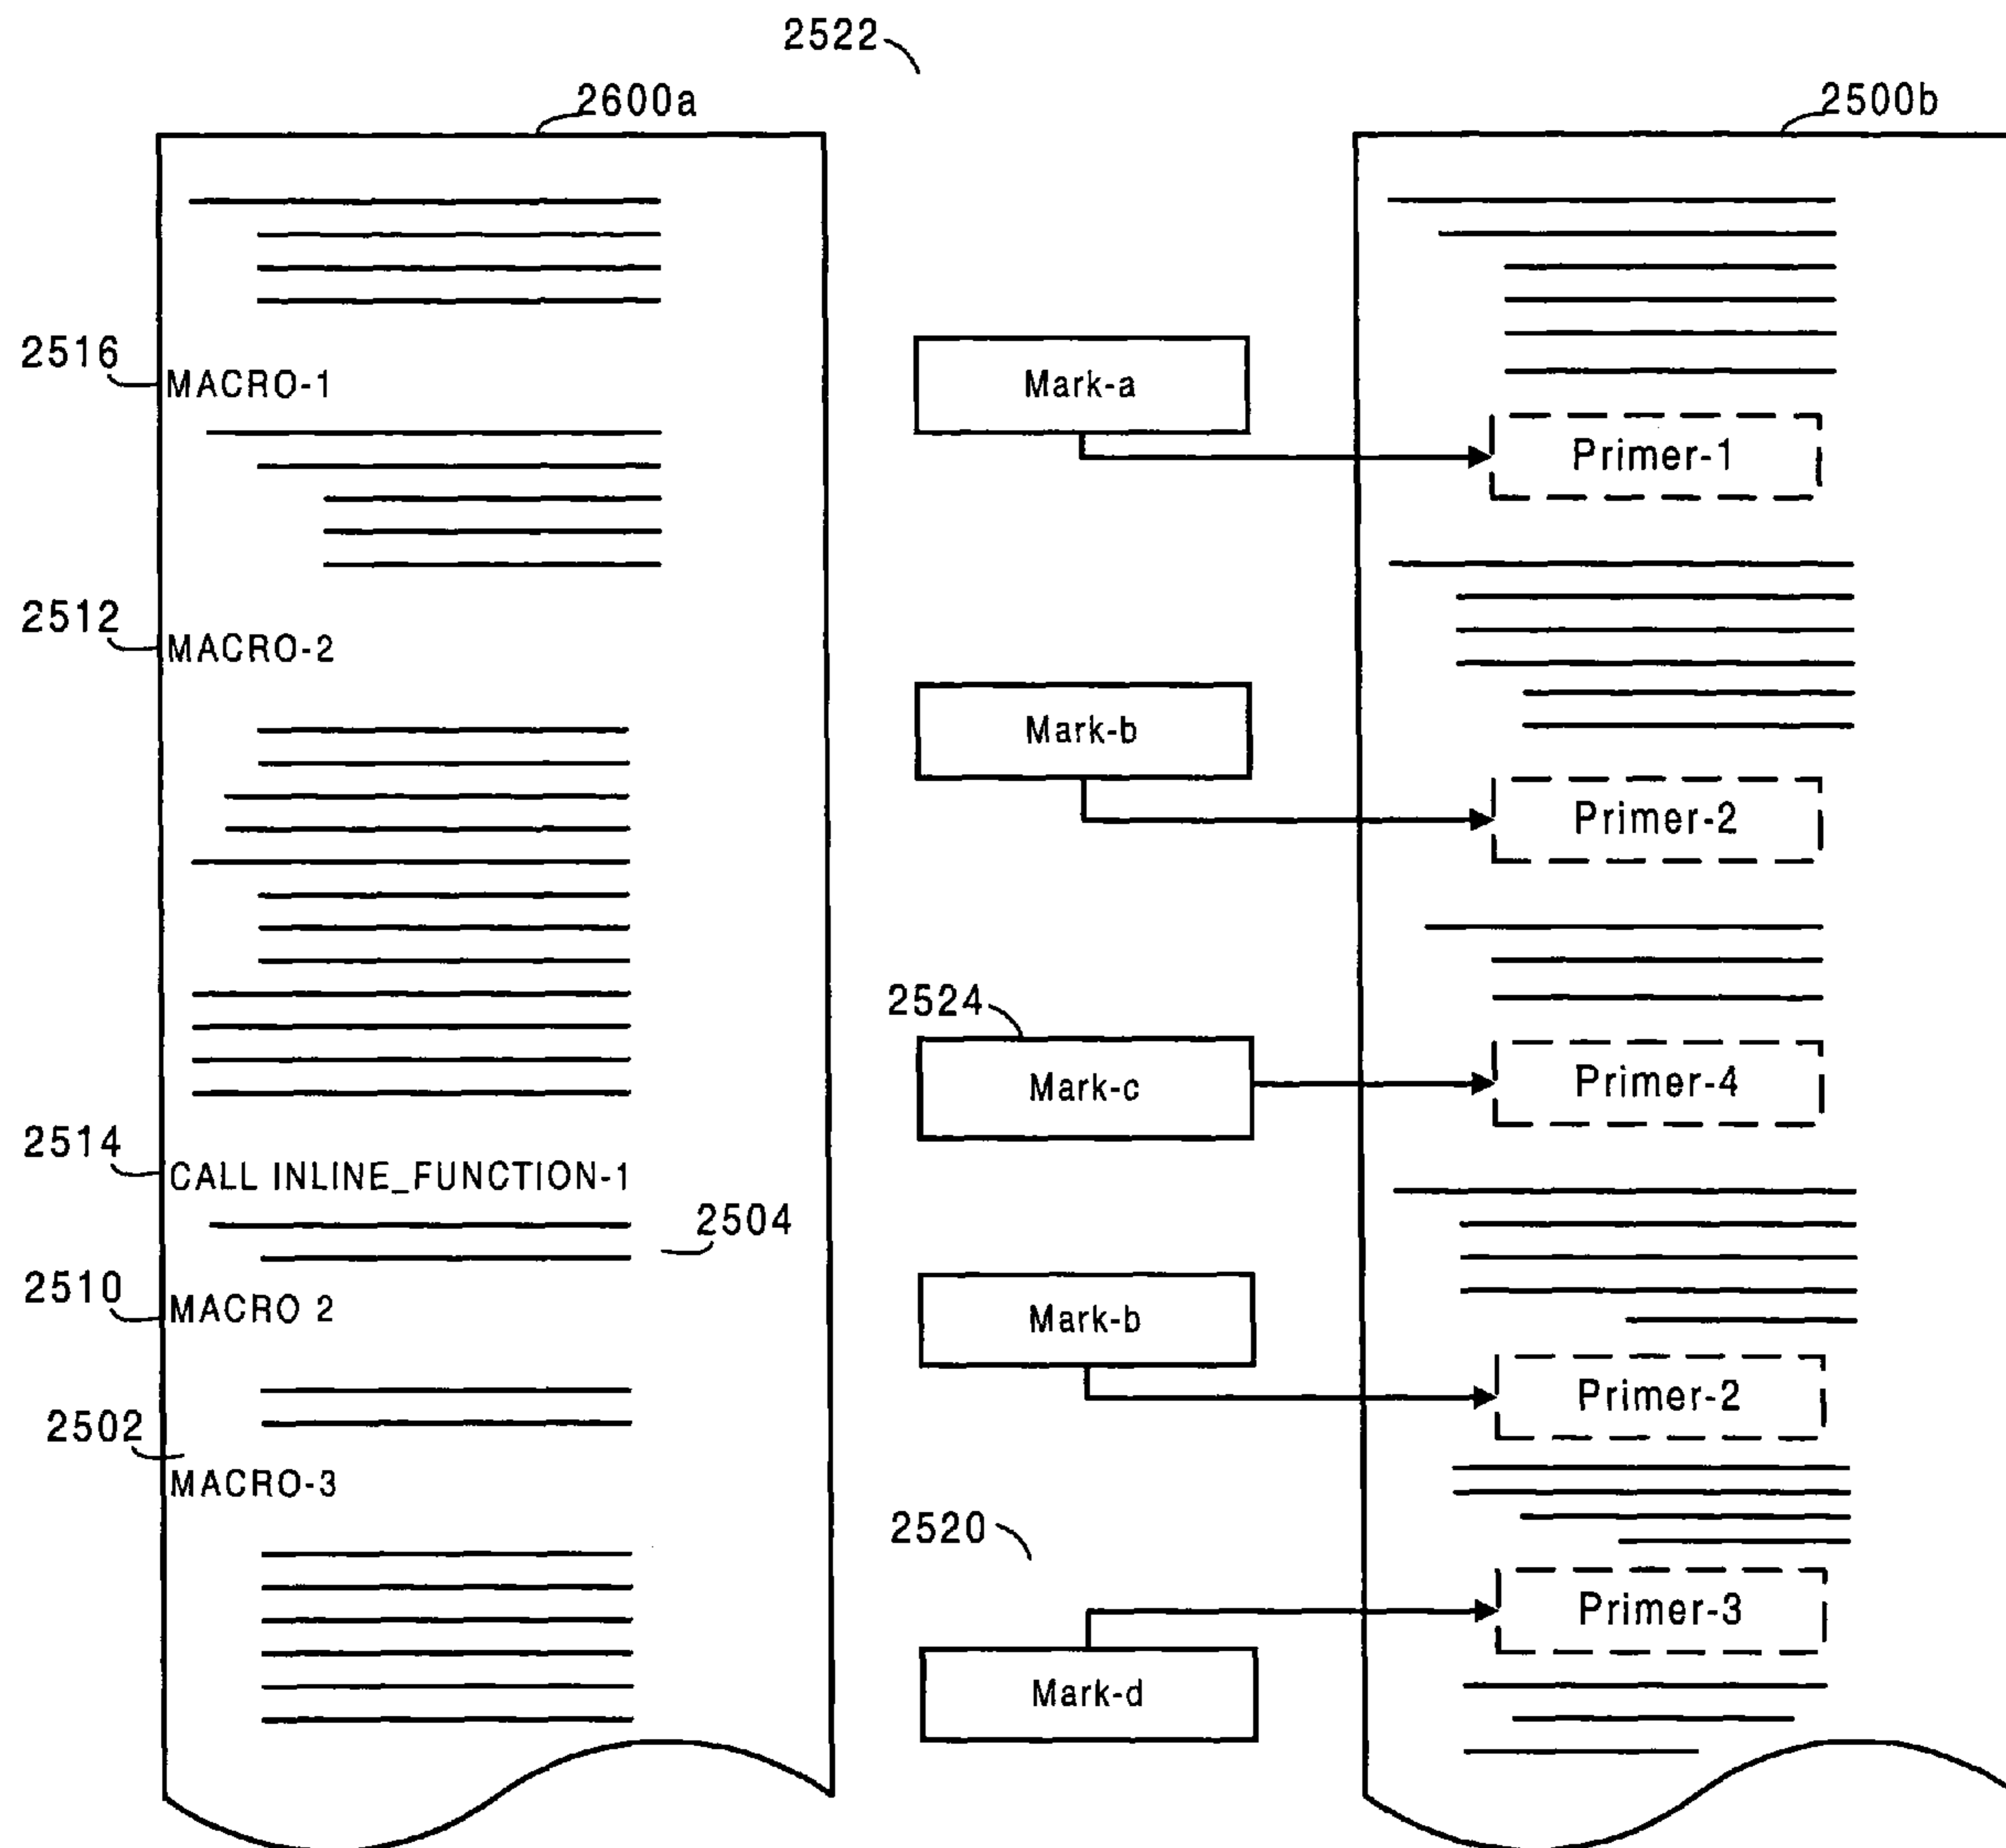 2522
2600a
2500b
2516
MACRO-1
Mark-a
Primer-1
2512
MACRO-2
Mark-b
Primer-2
2524
Mark-c
Primer-4
2514
CALL INLINE_FUNCTION-1
2504
2510
MACRO 2
Mark-b
Primer-2
2502
MACRO-3
2520
Primer-3
Mark-d